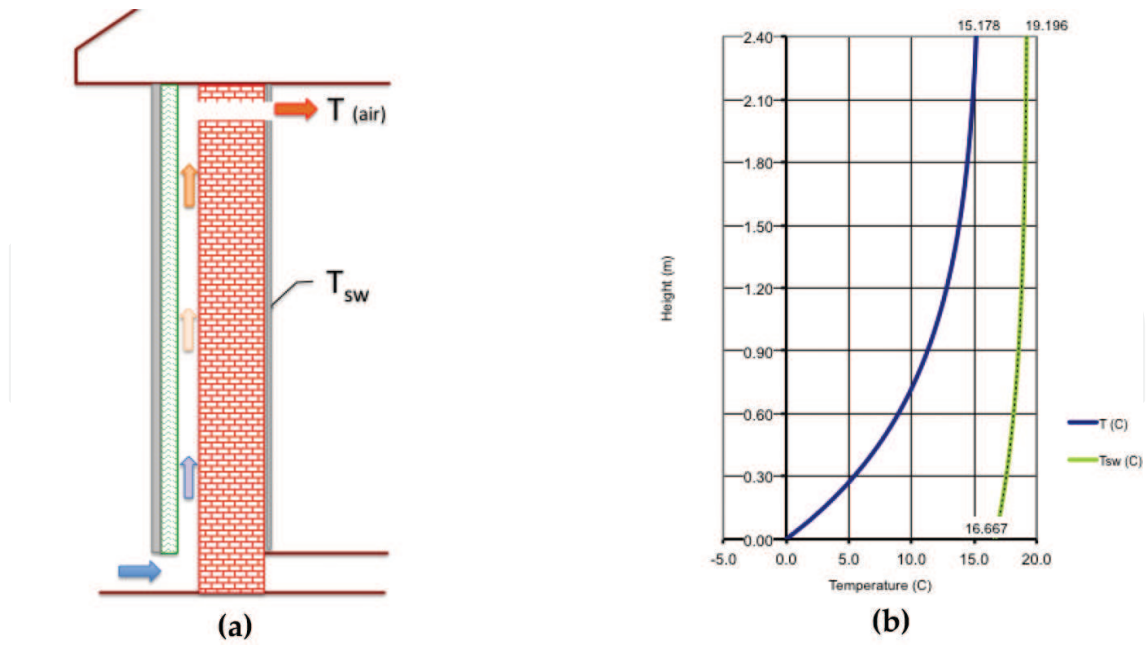 T (air)
T sw
(a)
15.178 19.196
2.40
2.10
1.80
1.50
1.20
0.90
0.60
0.30
0.00
Height (m)
16.667
-5.0 0.0 5.0 10.0 15.0 20.0
Temperature (C)
T (C)
Tsw (C)
(b)